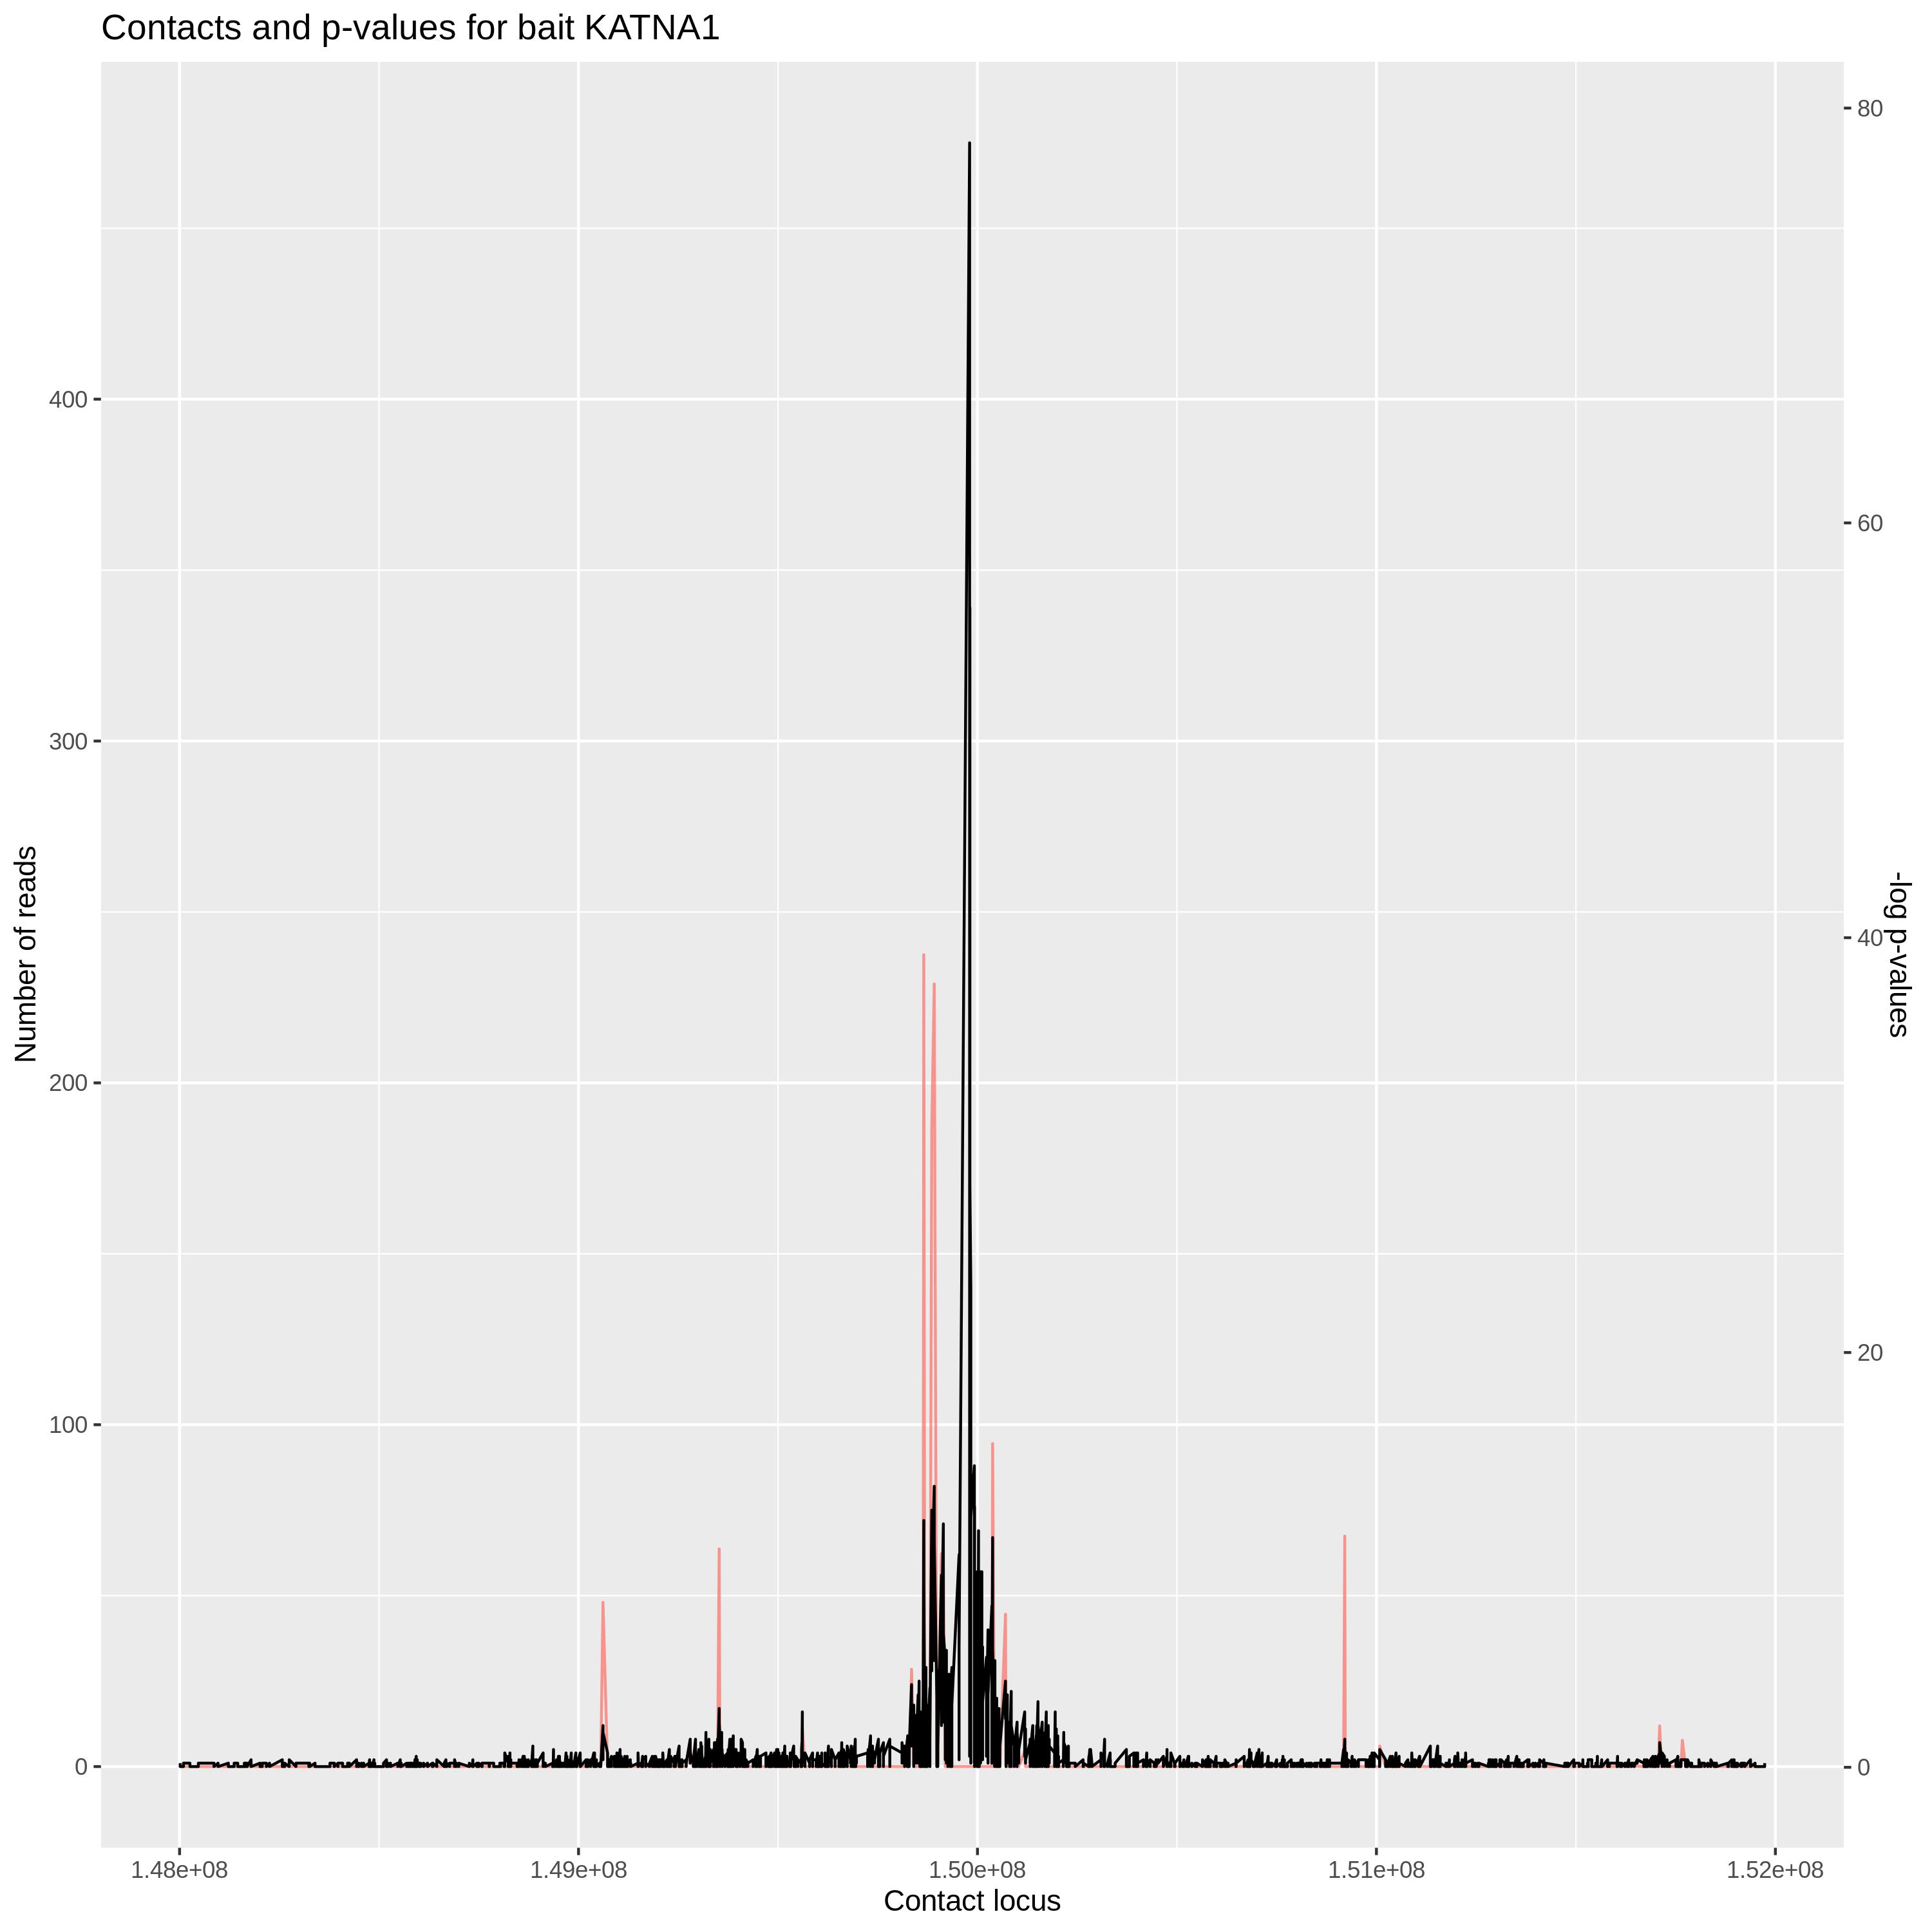 Contacts and p-values for bait KATNA1
80
60
40
20
0
400
300
200
100
0
Number of reads
-log p-values
1.48e+08 1.49e+08 1.50e+08 1.51e+08 1.52e+08
Contact locus